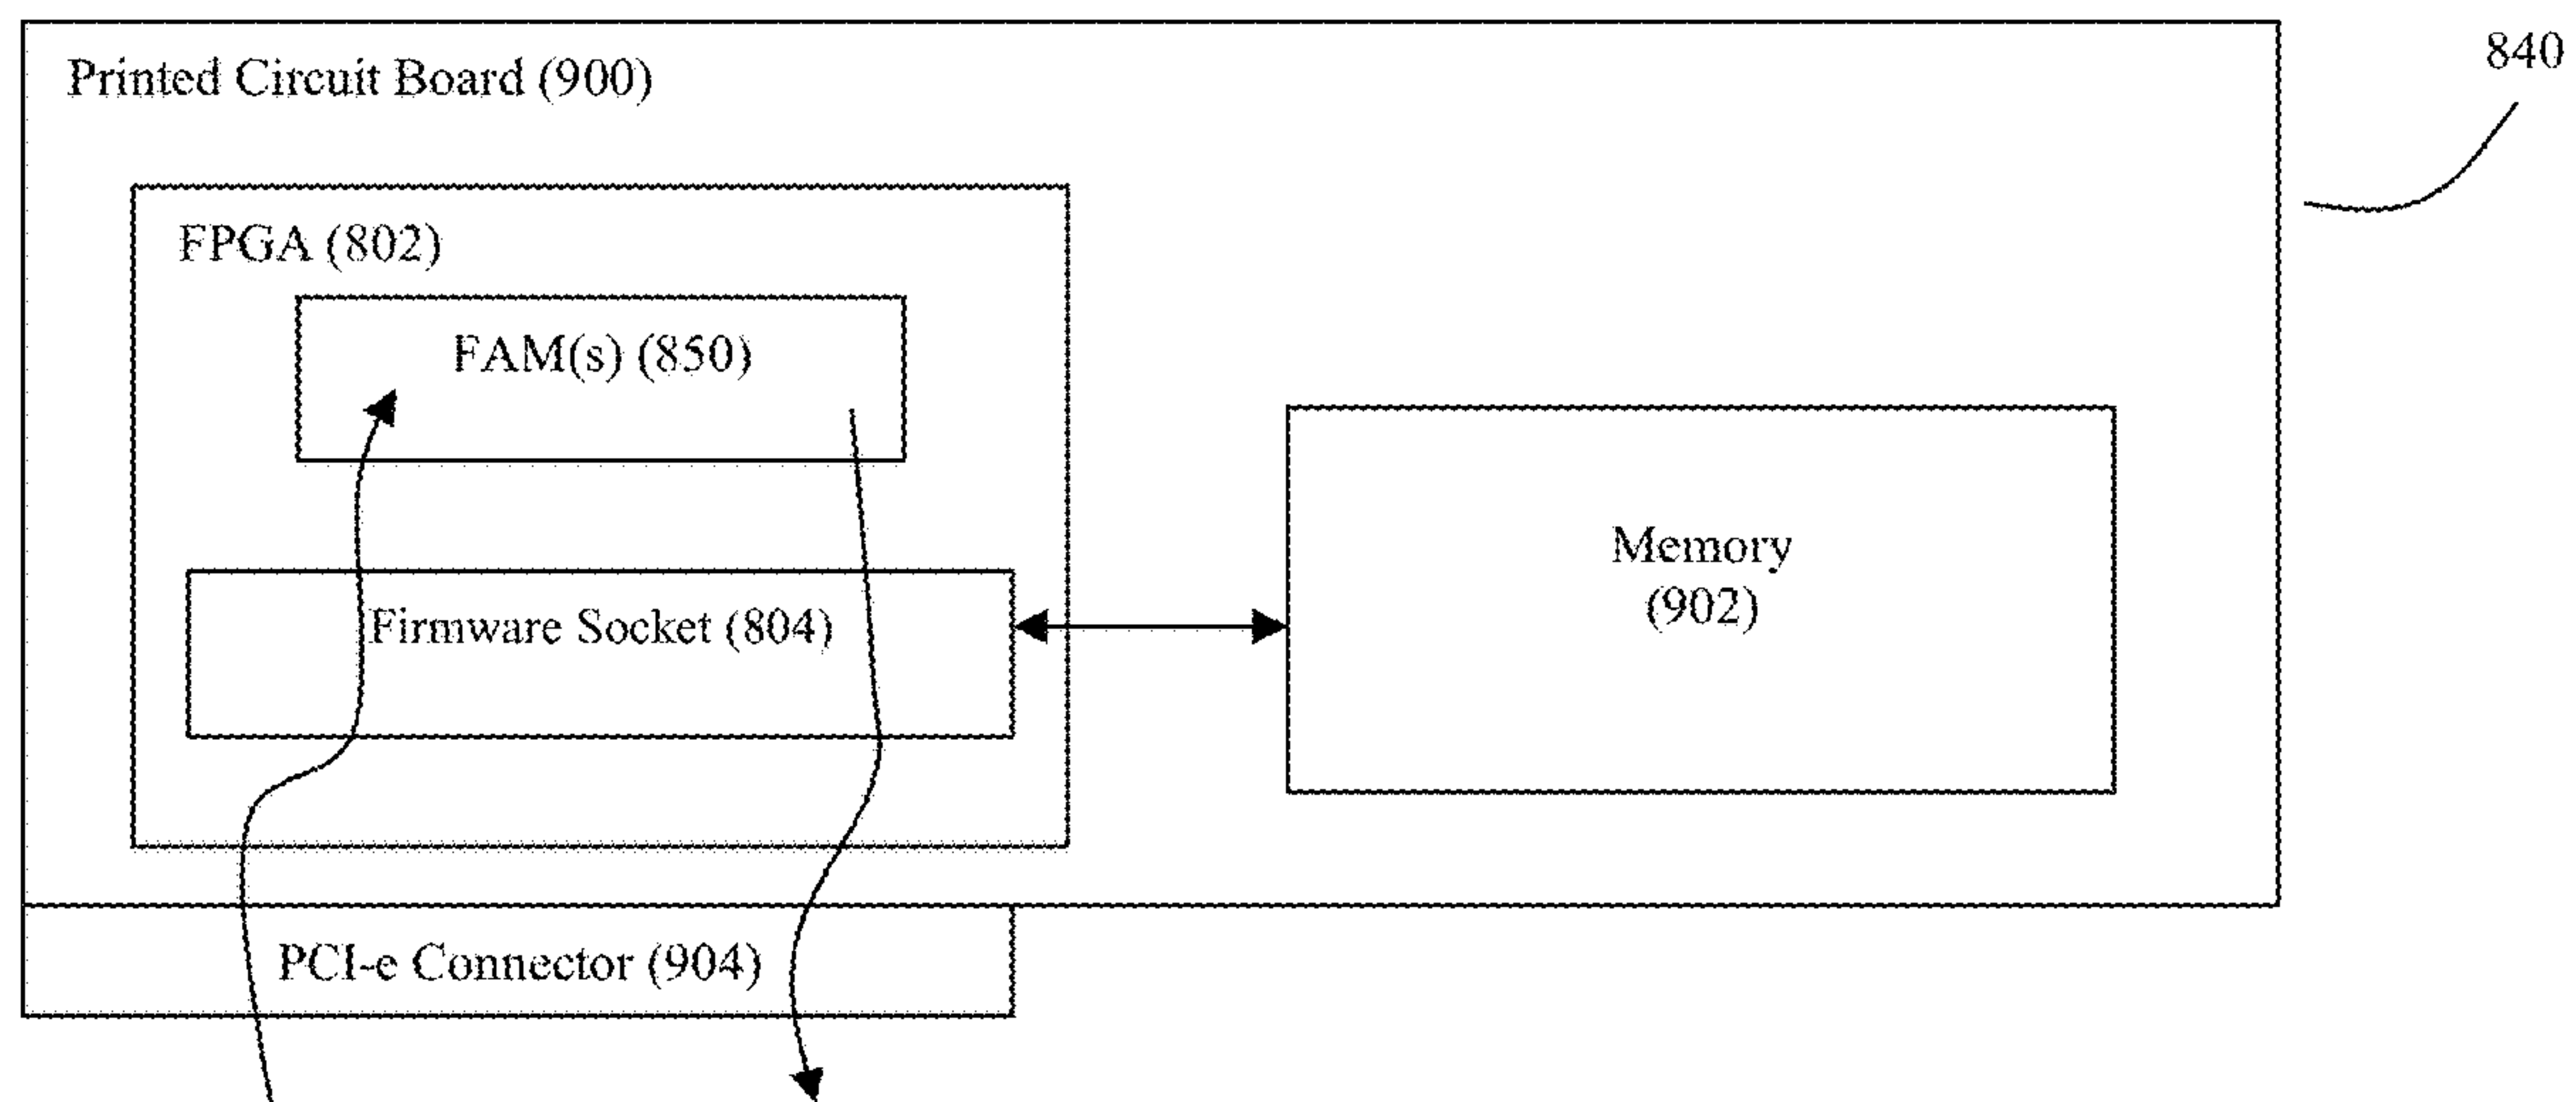 840
Printed Circuit Board (900)
FPGA (802)
FAM(s) (850)
Memory
(902)
Firmware Socket (804)
PCI-e Connector (904)